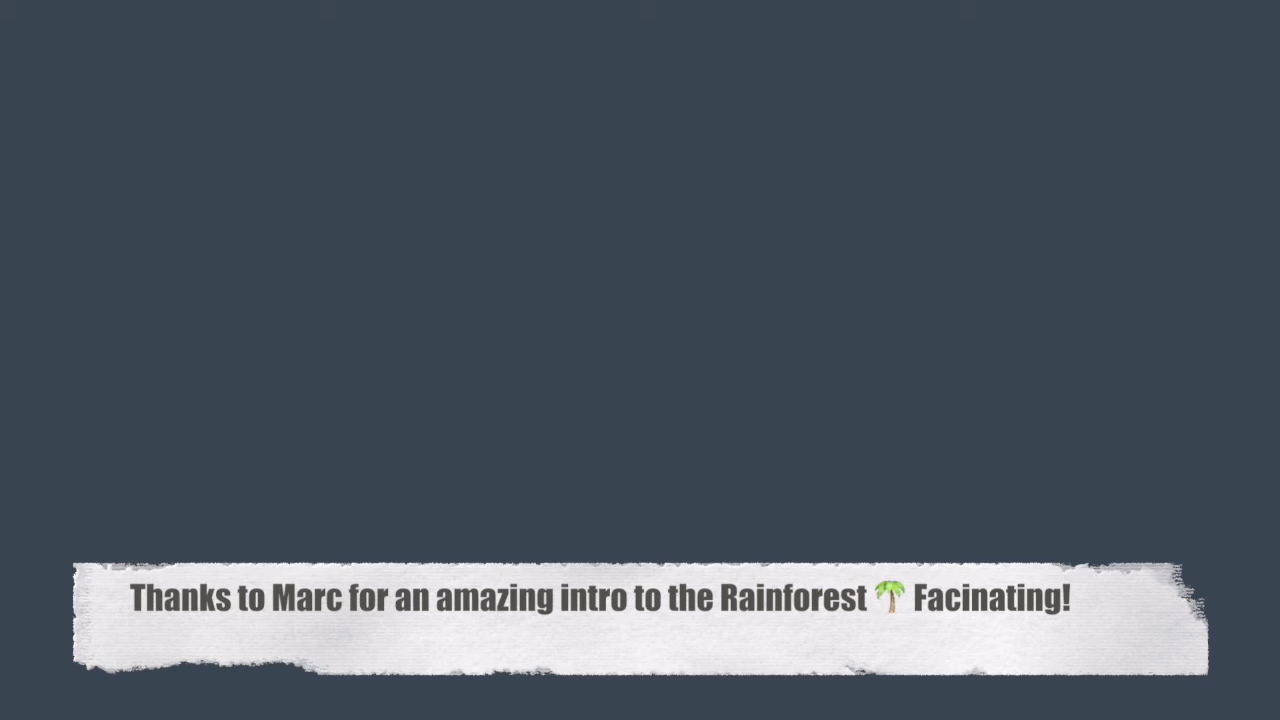 Thanks to Marc for an amazing intro to the Rainforest 🌴 Facinating!